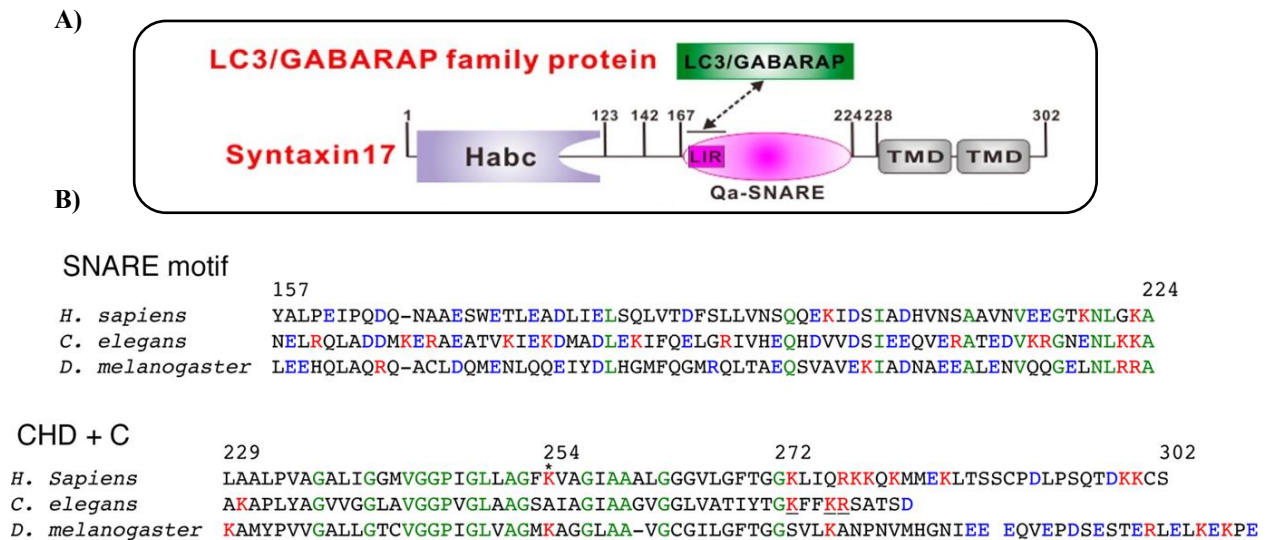 A)
LC3/GABARAP family protein LC3/GABARAP
1 123 142 167 224 228 302
Syntaxin17 Habc LIR TMD TMD
Qa-SNARE
B)
SNARE motif
157 224
H. sapiens YALPEIPQDQ-NAAESWETLEADLIELSQLVTDFSLLVNSQQEKIDSIADHVNSAAVNVEEGTKNLGKA
C. elegans NELRQLADDMKERAEATVKIEKDMADLEKIFQELGRIVHEQHDVVDSIEEQVERATEDVKRGNENLKKA
D. melanogaster LEEHQLAQRQ-ACLDQMENLQQEIYDLHGMFQGMRQLTAEQSVAVEKIADNAEEALENVQQGELNLRRA
CHD + C
229 254 272 302
*
H. Sapiens LAALPVAGALIGGMVGGPIGLLAGFKVAGIAAALGGGVLGFTGGKLIQRKKQKMMEKLTSSCPDLPSQTDKKCS
C. elegans AKAPLYAGVVGGLAVGGPVGLAAGSAIAGIAAGVGGLVATIYTGKFFKRSATSD
D. melanogaster KAMYPVVGALLGTCVGGPIGLVAGMKAGGLAA-VGCGILGFTGGSVLKANPNVMHGNIEE EQVEPDSESTERLELKEKPE